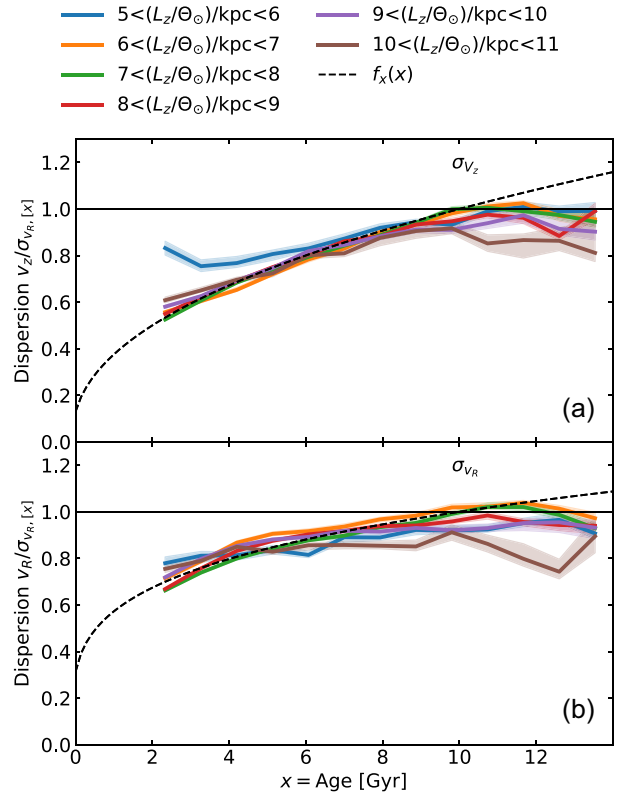 5<(L_z/Θ_⊙)/kpc<6
6<(L_z/Θ_⊙)/kpc<7
7<(L_z/Θ_⊙)/kpc<8
8<(L_z/Θ_⊙)/kpc<9
9<(L_z/Θ_⊙)/kpc<10
10<(L_z/Θ_⊙)/kpc<11
f_X(x)
Dispersion v_Z/σ_{v_R, [x]}
1.2
1.0
0.8
0.6
0.4
0.2
0.0
σ_{V_z}
(a)
Dispersion v_R/σ_{v_R, [x]}
1.2
1.0
0.8
0.6
0.4
0.2
0.0
σ_{v_R}
(b)
0 2 4 6 8 10 12
x = Age [Gyr]